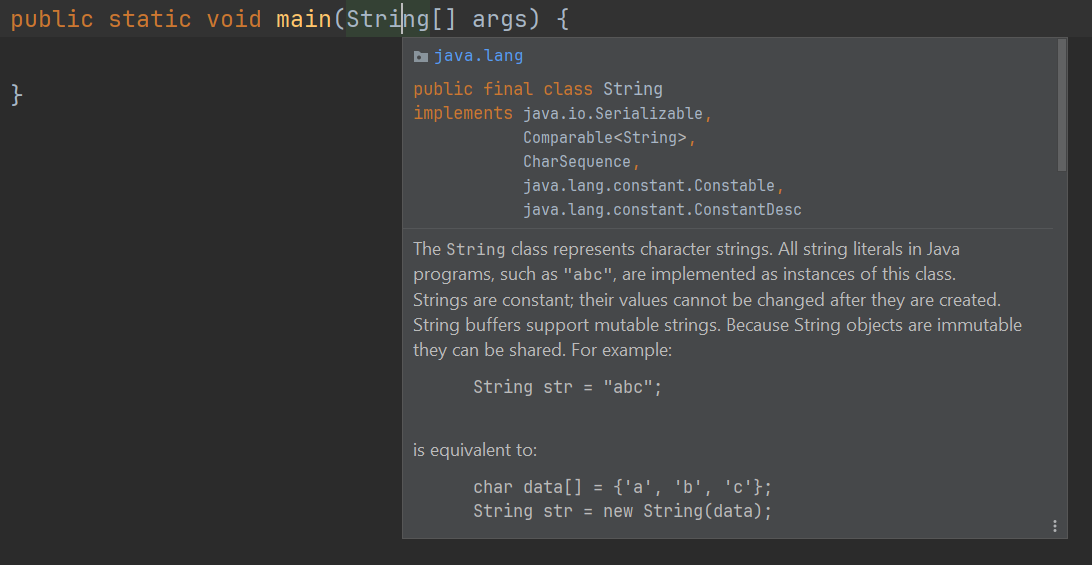 public static void main(String[] args) {
java.lang
public final class String
implements java.io.Serializable,
Comparable<String>,
CharSequence,
java.lang.constant.Constable,
java.lang.constant.ConstantDesc
The String class represents character strings. All string literals in Java
programs, such as "abc", are implemented as instances of this class.
Strings are constant; their values cannot be changed after they are created.
String buffers support mutable strings. Because String objects are immutable
they can be shared. For example:
String str = "abc";
is equivalent to:
char data[] = {'a', 'b', 'c'};
String str = new String(data);
}